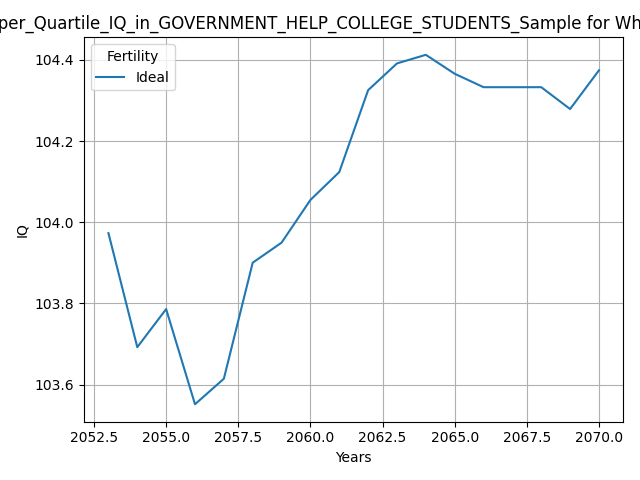 per_Quartile_IQ_in_GOVERNMENT_HELP_COLLEGE_STUDENTS_Sample for Wh
Fertility
Ideal
104.4
104.2
104.0
103.8
103.6
IQ
2052.5 2055.0 2057.5 2060.0 2062.5 2065.0 2067.5 2070.0
Years